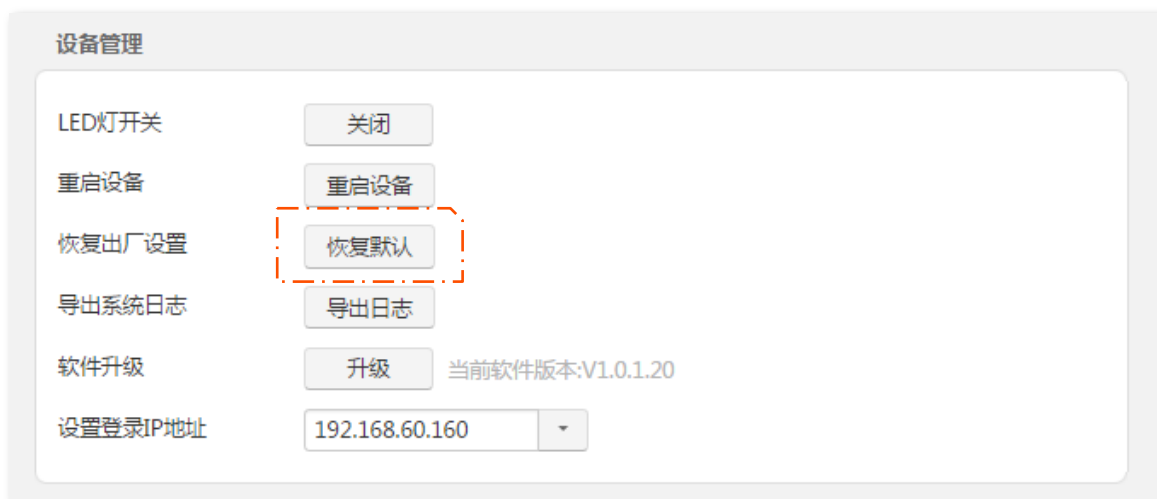 设备管理
LED灯开关 关闭
重启设备 重启设备
恢复出厂设置 恢复默认
导出系统日志 导出日志
软件升级 升级 当前软件版本:V1.0.1.20
设置登录IP地址 192.168.60.160